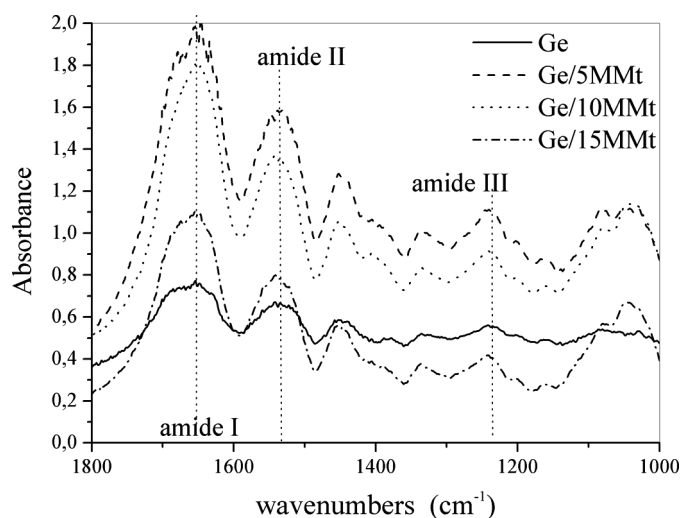 2,0
1,8
1,6
1,4
1,2
1,0
0,8
0,6
0,4
0,2
0,0
Absorbance
amide II
amide III
amide I
Ge
Ge/5MMt
Ge/10MMt
Ge/15MMt
1800
1600
1400
1200
1000
wavenumbers (cm⁻¹)